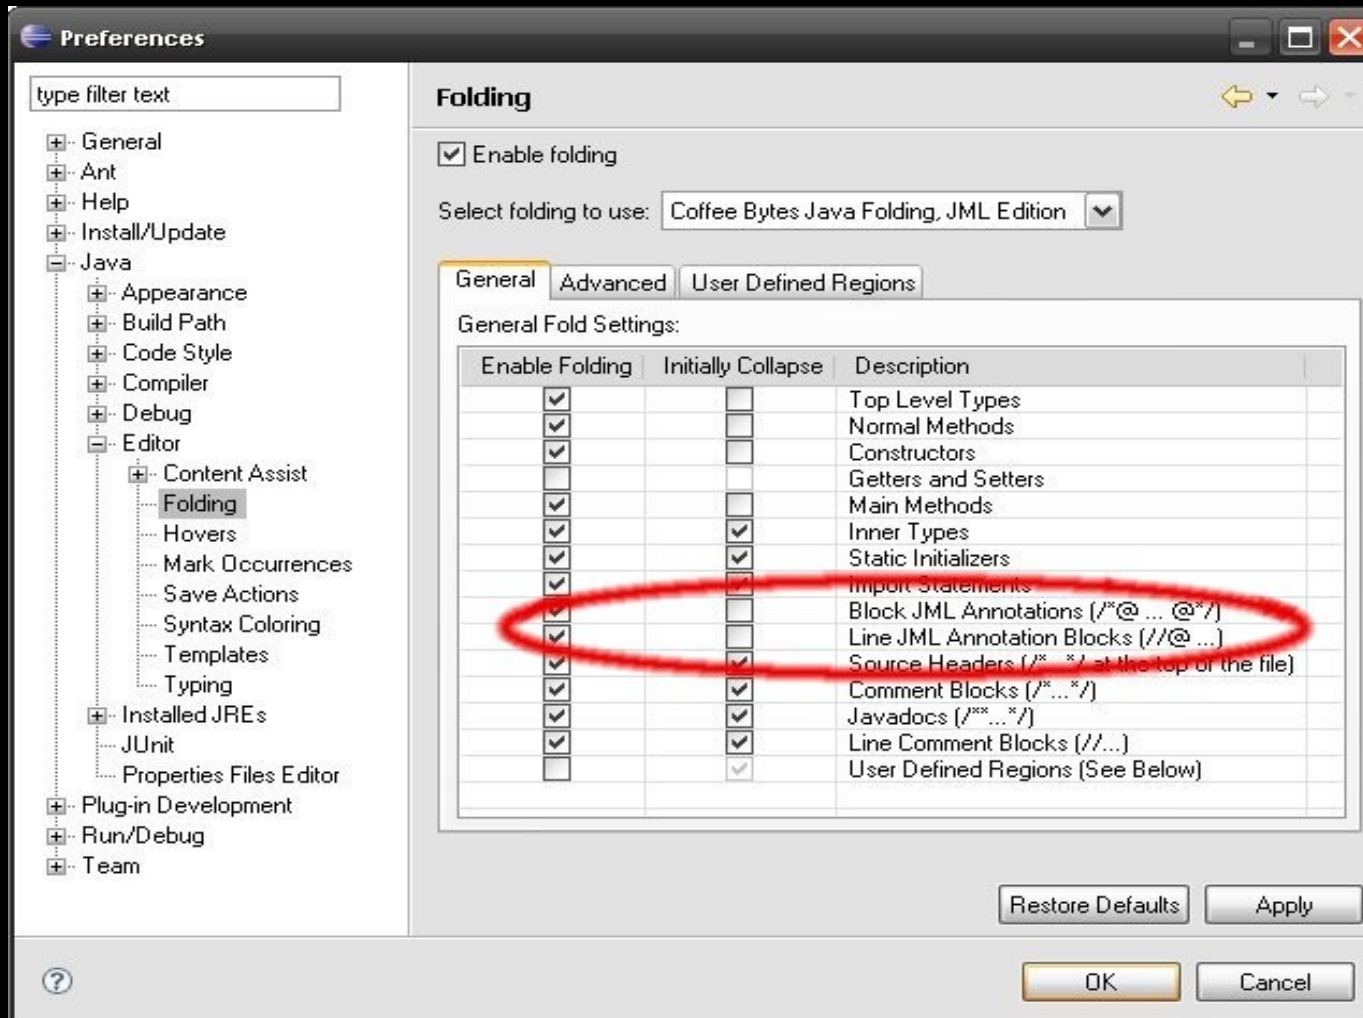 Preferences
type filter text
General
Ant
Help
Install/Update
Java
Appearance
Build Path
Code Style
Compiler
Debug
Editor
Content Assist
Folding
Hovers
Mark Occurrences
Save Actions
Syntax Coloring
Templates
Typing
Installed JREs
JUnit
Properties Files Editor
Plug-in Development
Run/Debug
Team
Folding
Enable folding
Select folding to use: Coffee Bytes Java Folding, JML Edition
General Advanced User Defined Regions
General Fold Settings:
Enable Folding Initially Collapse Description
Top Level Types
Normal Methods
Constructors
Getters and Setters
Main Methods
Inner Types
Static Initializers
Import Statements
Block JML Annotations (/*@ ... @*/)
Line JML Annotation Blocks (//@ ...)
Source Headers (/*...*/ at the top of the file)
Comment Blocks (/*...*/)
Javadocs (/**...*/)
Line Comment Blocks (//...)
User Defined Regions (See Below)
Restore Defaults Apply
? OK Cancel